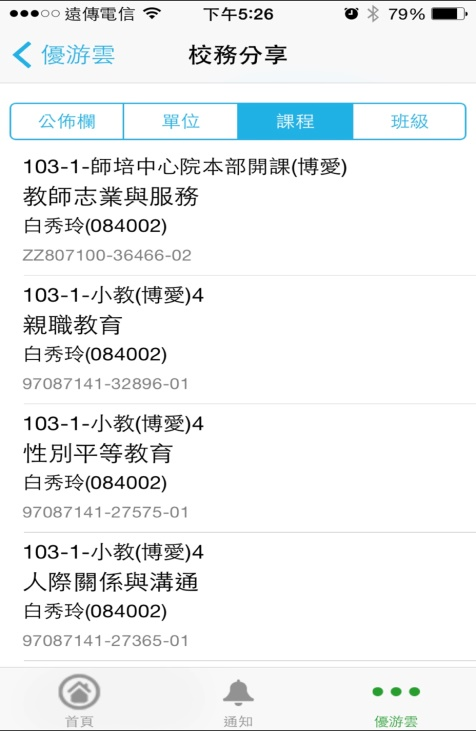 遠傳電信 下午5:26 79%
優游雲 校務分享
公佈欄 單位 課程 班級
103-1-師培中心院本部開課(博愛)
教師志業與服務
白秀玲(084002)
ZZ807100-36466-02
103-1-小教(博愛)4
親職教育
白秀玲(084002)
97087141-32896-01
103-1-小教(博愛)4
性別平等教育
白秀玲(084002)
97087141-27575-01
103-1-小教(博愛)4
人際關係與溝通
白秀玲(084002)
97087141-27365-01
首頁 通知 優游雲